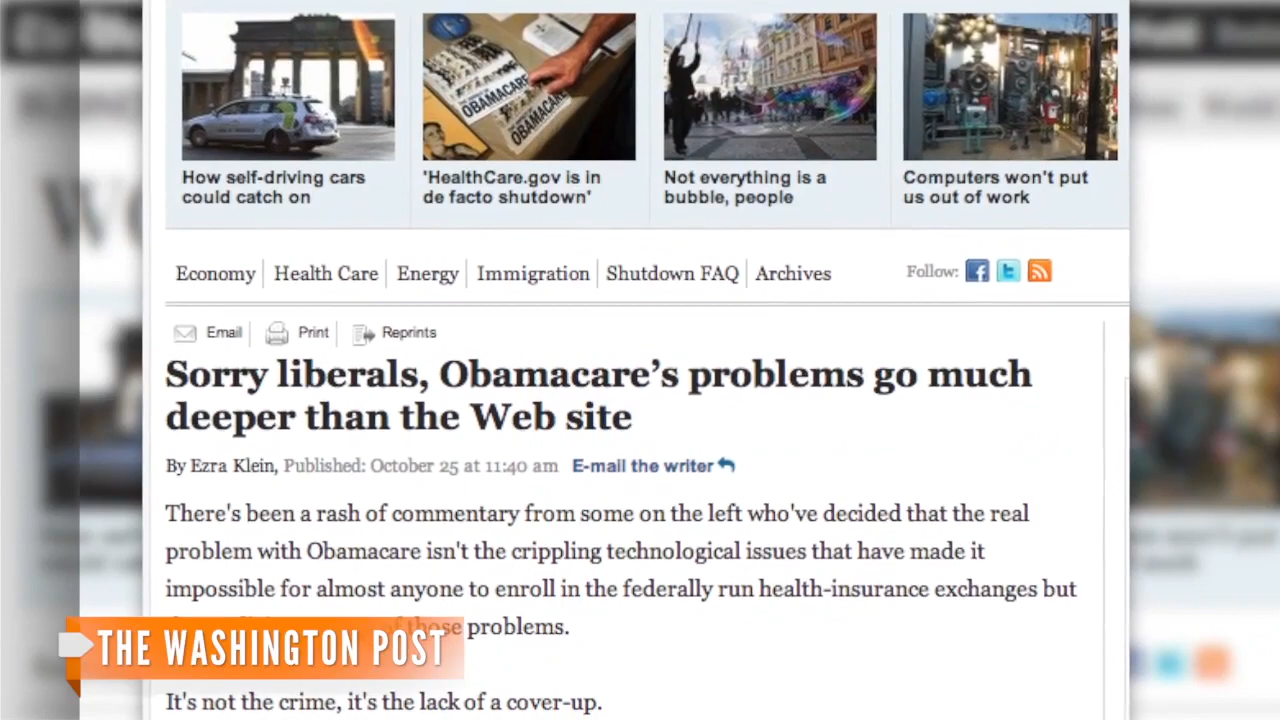 OBAMACARE
OBAMACARE
How self-driving cars
could catch on
'HealthCare.gov is in
de facto shutdown'
Not everything is a
bubble, people
Computers won't put
us out of work
Economy Health Care Energy Immigration Shutdown FAQ Archives Follow:
Email Print Reprints
Sorry liberals, Obamacare's problems go much
deeper than the Web site
By Ezra Klein, Published: October 25 at 11:40 am E-mail the writer
There's been a rash of commentary from some on the left who've decided that the real
problem with Obamacare isn't the crippling technological issues that have made it
impossible for almost anyone to enroll in the federally run health-insurance exchanges but
of those problems.
THE WASHINGTON POST
It's not the crime, it's the lack of a cover-up.